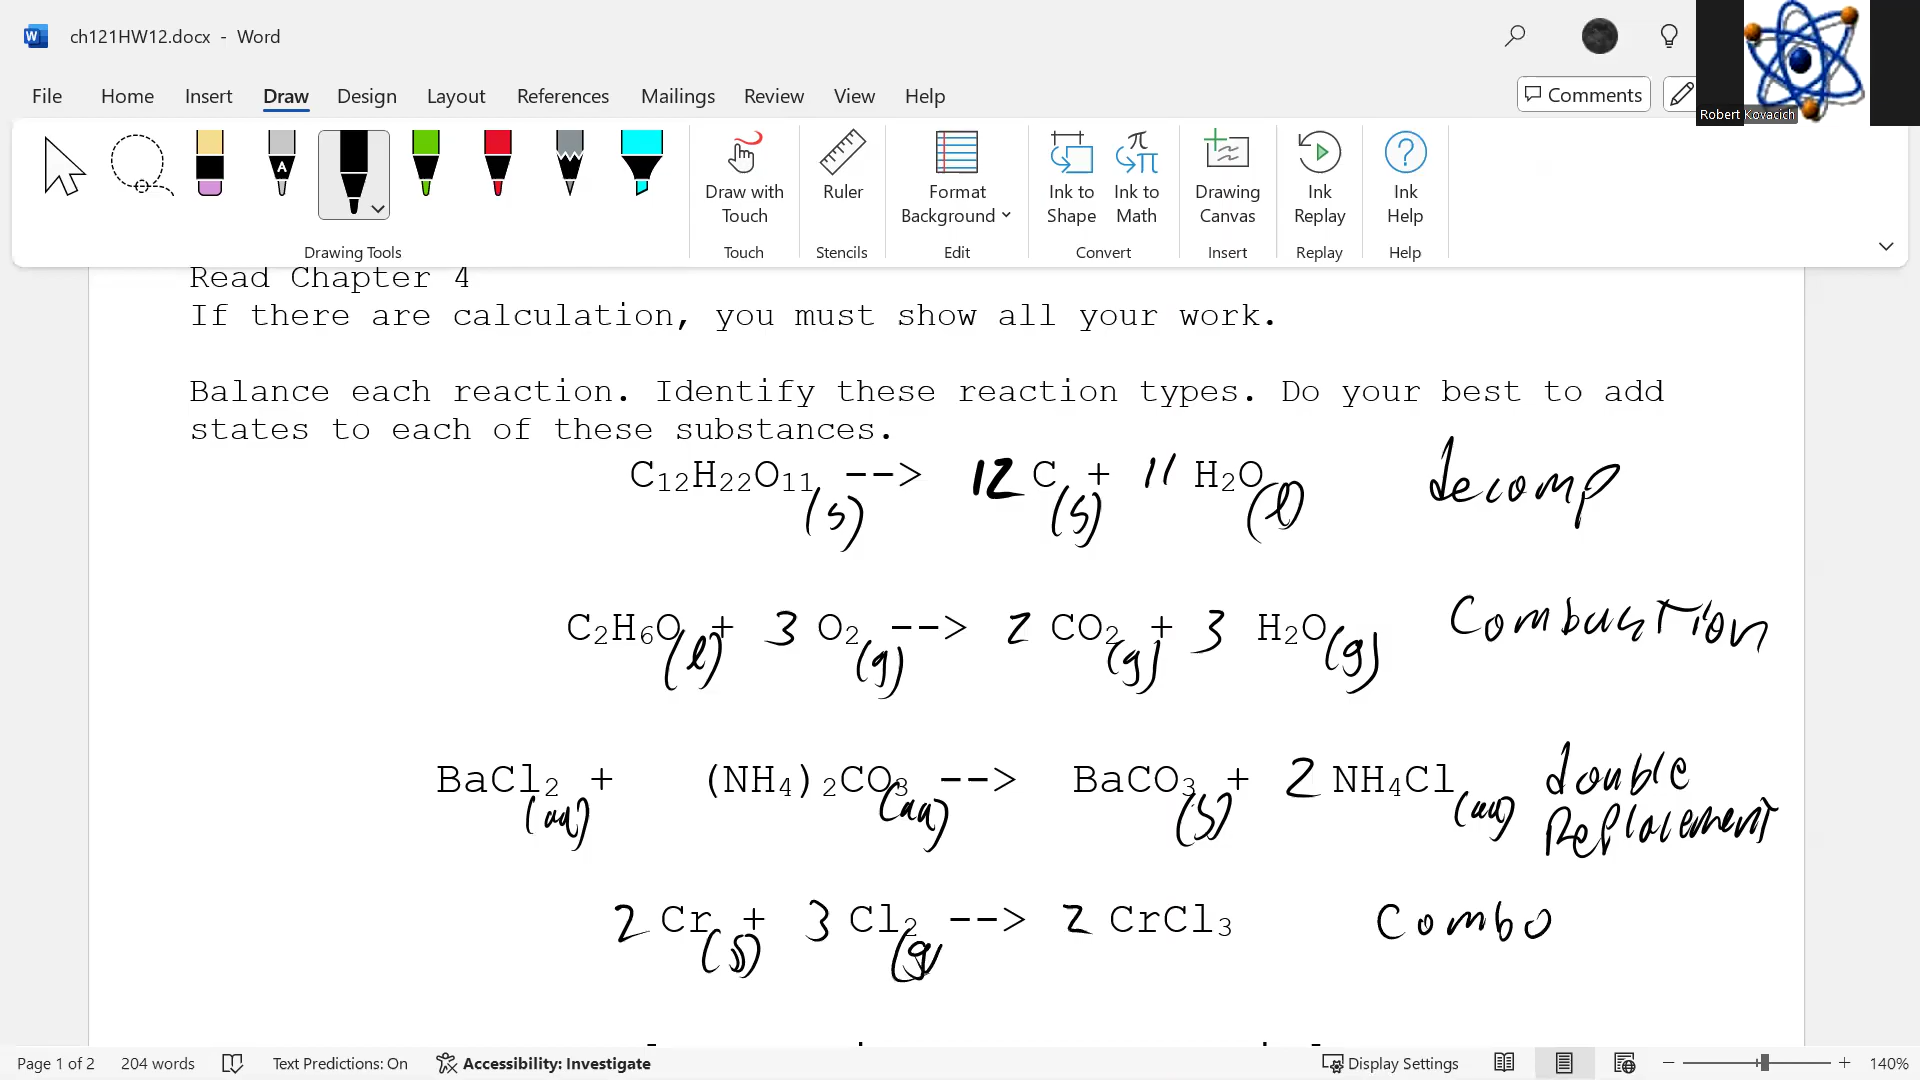 ch121HW12.docx - Word
Robert Kovacich
File Home Insert Draw Design Layout References Mailings Review View Help Comments
A
Draw with Touch
Ruler
Format Background
Ink to Shape
Ink to Math
Drawing Canvas
Ink Replay
Ink Help
Drawing Tools Touch Stencils Edit Convert Insert Replay Help
Read Chapter 4
If there are calculation, you must show all your work.
Balance each reaction. Identify these reaction types. Do your best to add
states to each of these substances.
C₁₂H₂₂O₁₁ (s) --> 12 C (s) + 11 H₂O (l) decomp
C₂H₆O (l) + 3 O₂ (g) --> 2 CO₂ (g) + 3 H₂O (g) Combustion
BaCl₂ (aq) + (NH₄)₂CO₃ (aq) --> BaCO₃ (s) + 2 NH₄Cl (aq) double
Replacement
2 Cr (s) + 3 Cl₂ (g) --> 2 CrCl₃ Combo
Page 1 of 2 204 words Text Predictions: On Accessibility: Investigate Display Settings 140%